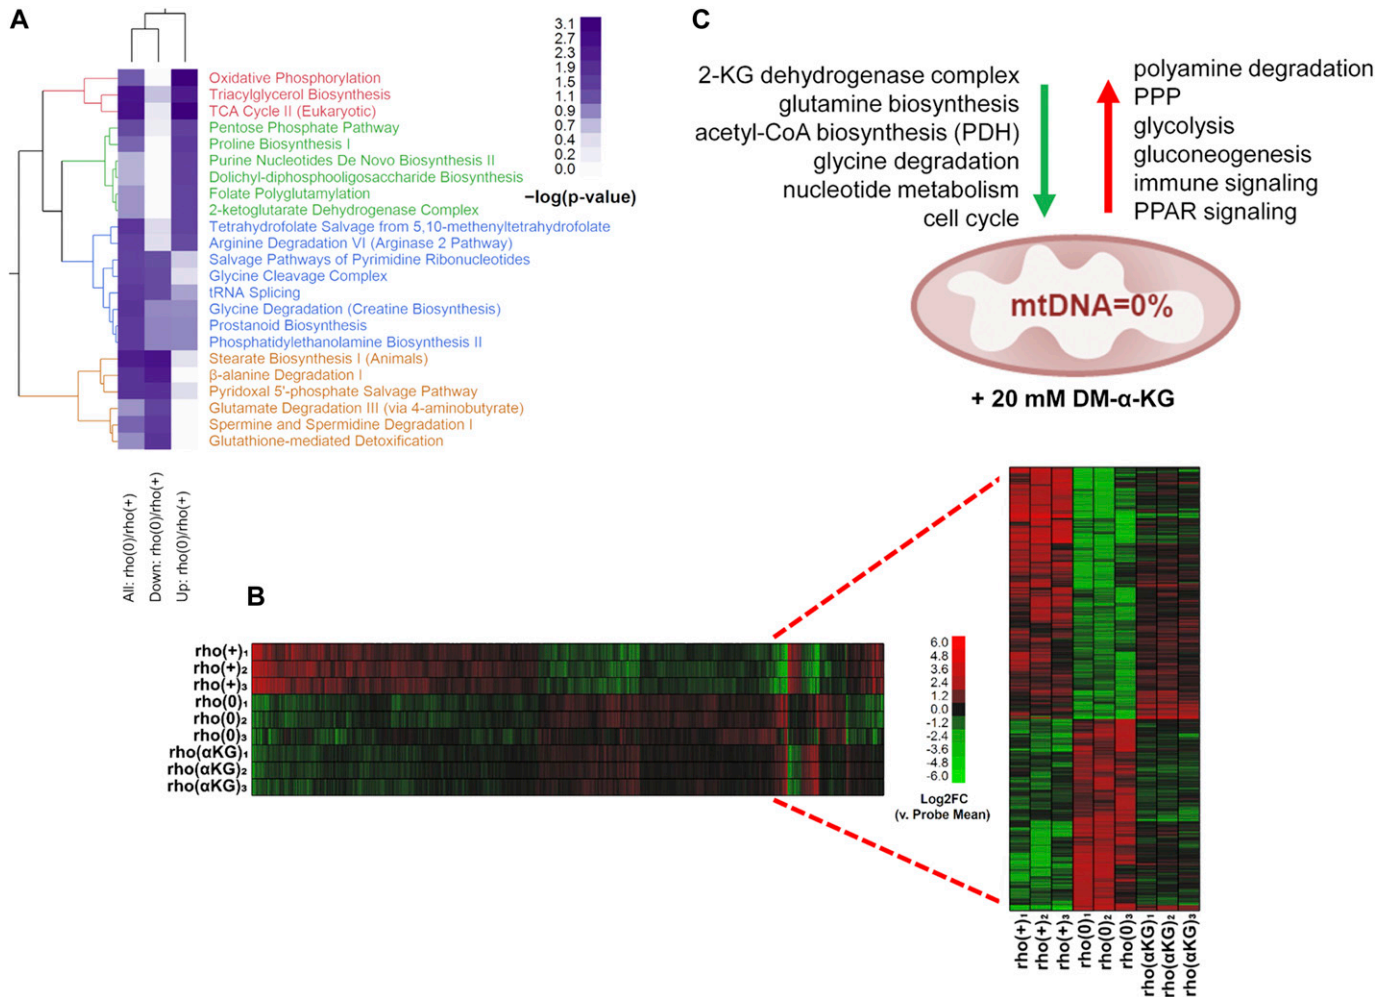 A
Oxidative Phosphorylation
Triacylglycerol Biosynthesis
TCA Cycle II (Eukaryotic)
Pentose Phosphate Pathway
Proline Biosynthesis I
Purine Nucleotides De Novo Biosynthesis II
Dolichyl-diphosphooligosaccharide Biosynthesis
Folate Polyglutamylation
2-ketoglutarate Dehydrogenase Complex
Tetrahydrofolate Salvage from 5,10-methenyltetrahydrofolate
Arginine Degradation VI (Arginase 2 Pathway)
Salvage Pathways of Pyrimidine Ribonucleotides
Glycine Cleavage Complex
tRNA Splicing
Glycine Degradation (Creatine Biosynthesis)
Prostanoid Biosynthesis
Phosphatidylethanolamine Biosynthesis II
Stearate Biosynthesis I (Animals)
β-alanine Degradation I
Pyridoxal 5'-phosphate Salvage Pathway
Glutamate Degradation III (via 4-aminobutyrate)
Spermine and Spermidine Degradation I
Glutathione-mediated Detoxification
All: rho(0)/rho(+)
Down: rho(0)/rho(+)
Up: rho(0)/rho(+)
3.1
2.7
2.3
1.9
1.5
1.1
0.9
0.7
0.4
0.2
0.0
−log(p-value)
C
2-KG dehydrogenase complex
glutamine biosynthesis
acetyl-CoA biosynthesis (PDH)
glycine degradation
nucleotide metabolism
cell cycle
polyamine degradation
PPP
glycolysis
gluconeogenesis
immune signaling
PPAR signaling
mtDNA=0%
+ 20 mM DM-α-KG
B
rho(+)₁
rho(+)₂
rho(+)₃
rho(0)₁
rho(0)₂
rho(0)₃
rho(αKG)₁
rho(αKG)₂
rho(αKG)₃
6.0
4.8
3.6
2.4
1.2
0.0
-1.2
-2.4
-3.6
-4.8
-6.0
Log2FC
(v. Probe Mean)
rho(+)₁
rho(+)₂
rho(+)₃
rho(0)₁
rho(0)₂
rho(0)₃
rho(αKG)₁
rho(αKG)₂
rho(αKG)₃